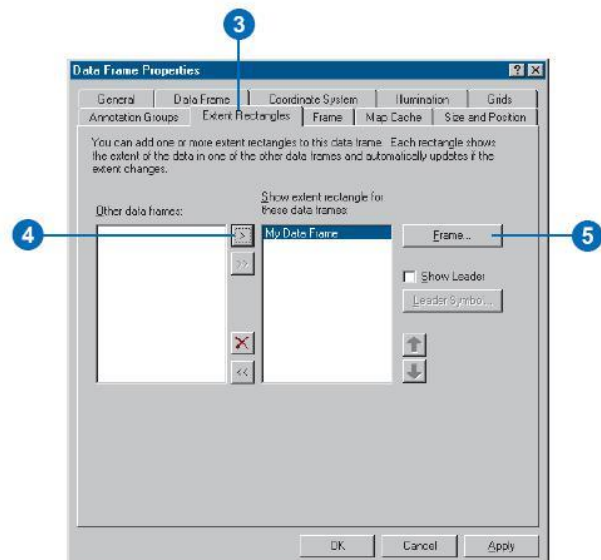 3
Data Frame Properties
General Data Frame Coordinate System Illumination Grids
Annotation Groups Extent Rectangles Frame Map Cache Size and Position
You can add one or more extent rectangles to this data frame. Each rectangle shows
the extent of the data in one of the other data frames and automatically updates if the
extent changes.
Show extent rectangle for
these data frames:
Other data frames:
4
>
My Data Frame
Frame...
5
>>
Show Leader
Leader Symbol...
<<
OK Cancel Apply